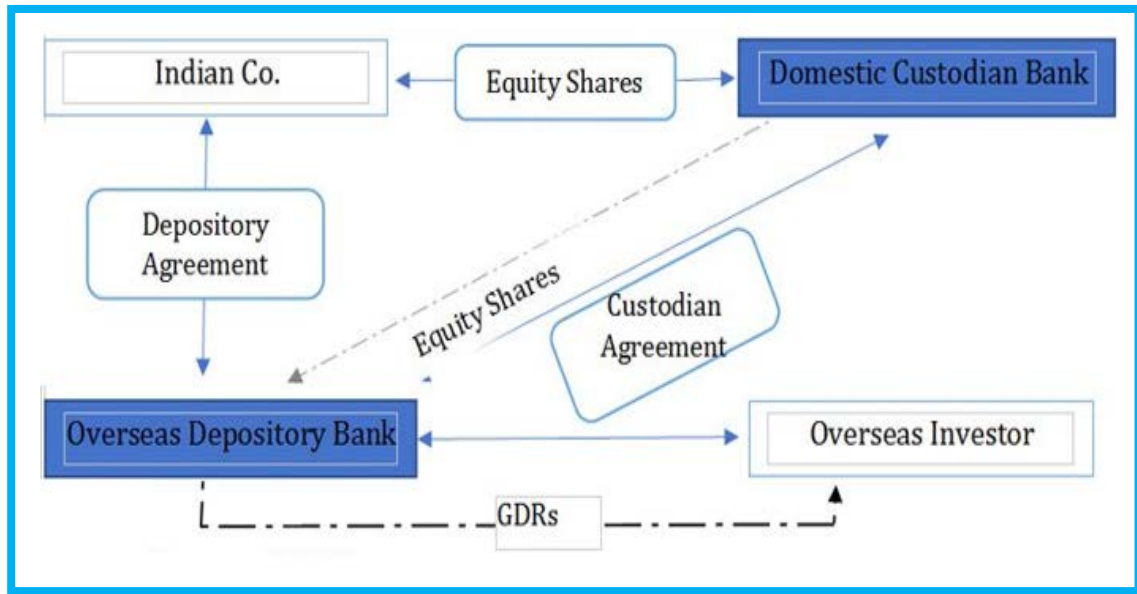 Indian Co.
Equity Shares
Domestic Custodian Bank
Depository
Agreement
Equity Shares
Custodian
Agreement
Overseas Depository Bank
Overseas Investor
GDRs